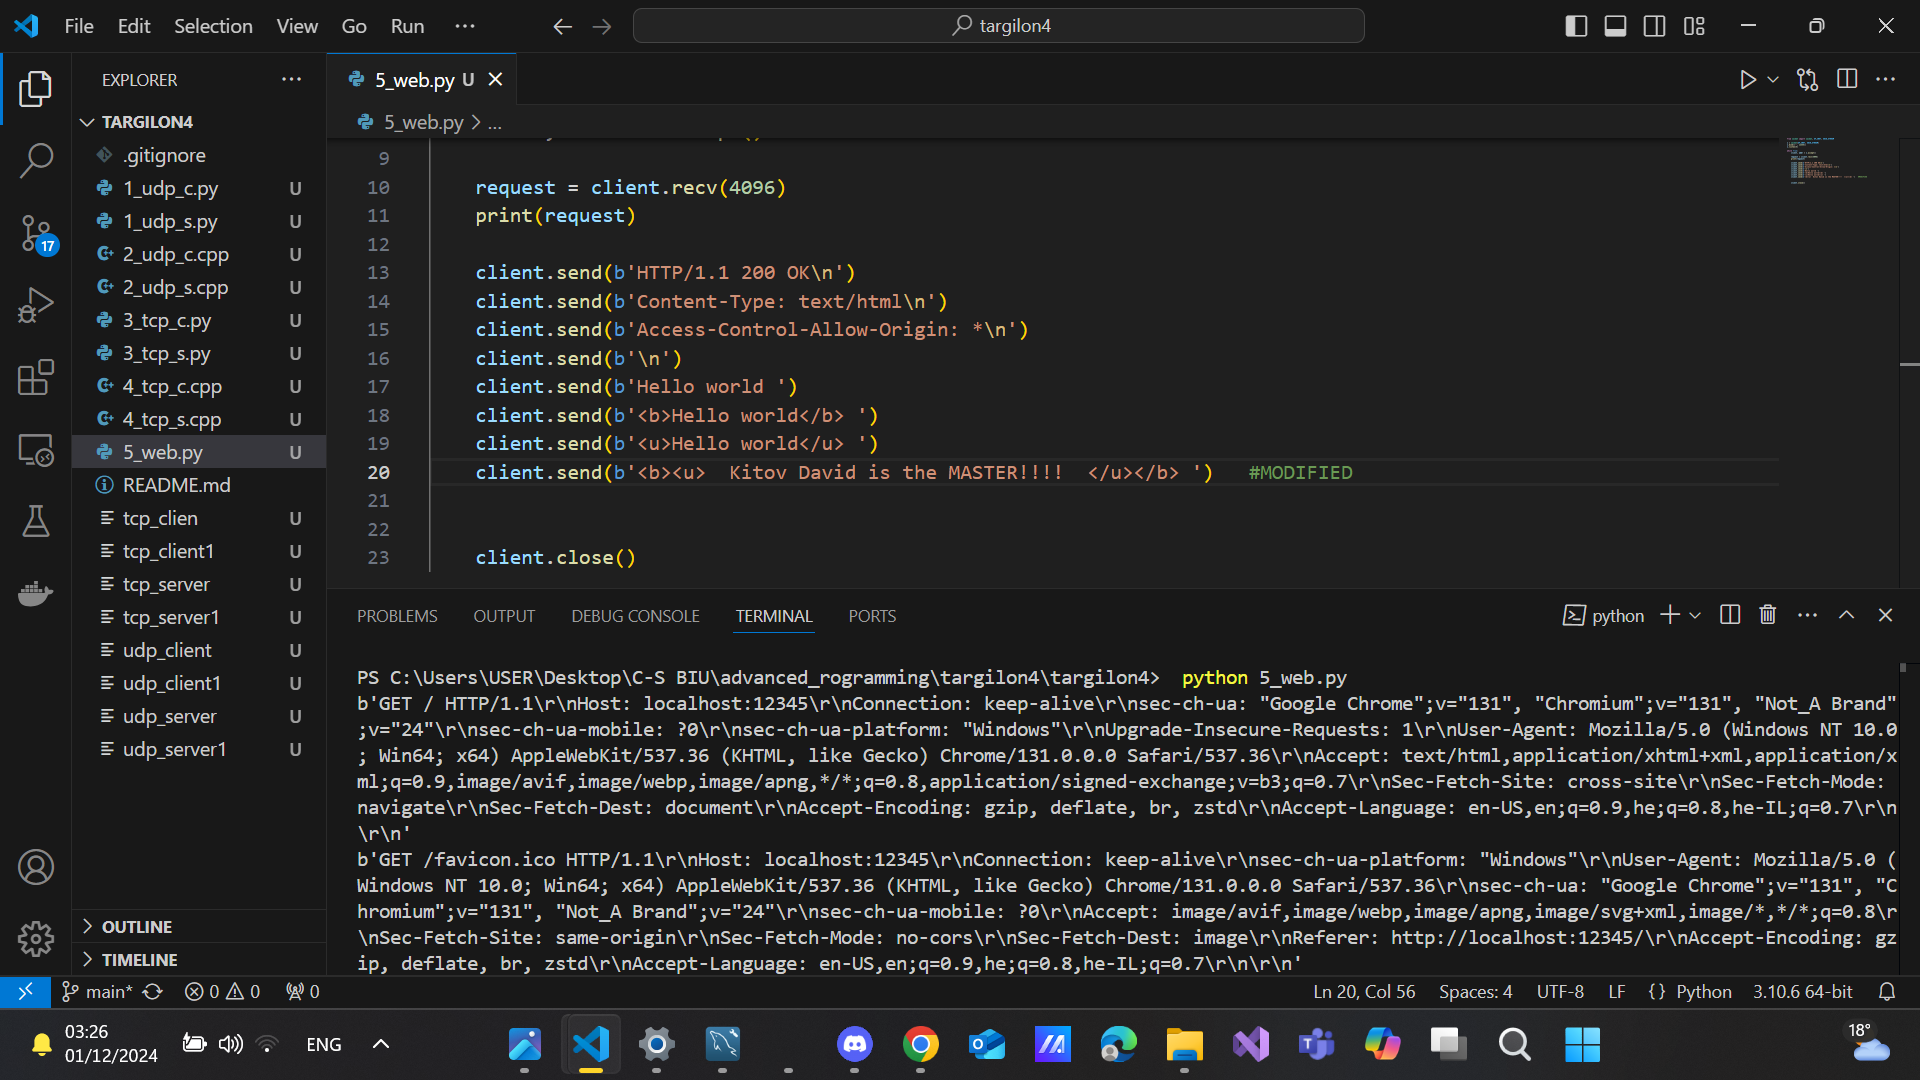 File Edit Selection View Go Run ··· targilon4
EXPLORER ···
TARGILON4
.gitignore
1_udp_c.py U
1_udp_s.py U
2_udp_c.cpp U
2_udp_s.cpp U
3_tcp_c.py U
3_tcp_s.py U
4_tcp_c.cpp U
4_tcp_s.cpp U
5_web.py U
README.md
tcp_clien U
tcp_client1 U
tcp_server U
tcp_server1 U
udp_client U
udp_client1 U
udp_server U
udp_server1 U
OUTLINE
TIMELINE
17
5_web.py U
5_web.py > ...
9
10 request = client.recv(4096)
11 print(request)
12
13 client.send(b'HTTP/1.1 200 OK\n')
14 client.send(b'Content-Type: text/html\n')
15 client.send(b'Access-Control-Allow-Origin: *\n')
16 client.send(b'\n')
17 client.send(b'Hello world ')
18 client.send(b'<b>Hello world</b> ')
19 client.send(b'<u>Hello world</u> ')
20 client.send(b'<b><u>  Kitov David is the MASTER!!!!  </u></b> ')   #MODIFIED
21
22
23 client.close()
PROBLEMS OUTPUT DEBUG CONSOLE TERMINAL PORTS python
PS C:\Users\USER\Desktop\C-S BIU\advanced_rogramming\targilon4\targilon4>  python 5_web.py
b'GET / HTTP/1.1\r\nHost: localhost:12345\r\nConnection: keep-alive\r\nsec-ch-ua: "Google Chrome";v="131", "Chromium";v="131", "Not_A Brand"
;v="24"\r\nsec-ch-ua-mobile: ?0\r\nsec-ch-ua-platform: "Windows"\r\nUpgrade-Insecure-Requests: 1\r\nUser-Agent: Mozilla/5.0 (Windows NT 10.0
; Win64; x64) AppleWebKit/537.36 (KHTML, like Gecko) Chrome/131.0.0.0 Safari/537.36\r\nAccept: text/html,application/xhtml+xml,application/x
ml;q=0.9,image/avif,image/webp,image/apng,*/*;q=0.8,application/signed-exchange;v=b3;q=0.7\r\nSec-Fetch-Site: cross-site\r\nSec-Fetch-Mode:
navigate\r\nSec-Fetch-Dest: document\r\nAccept-Encoding: gzip, deflate, br, zstd\r\nAccept-Language: en-US,en;q=0.9,he;q=0.8,he-IL;q=0.7\r\n
\r\n'
b'GET /favicon.ico HTTP/1.1\r\nHost: localhost:12345\r\nConnection: keep-alive\r\nsec-ch-ua-platform: "Windows"\r\nUser-Agent: Mozilla/5.0 (
Windows NT 10.0; Win64; x64) AppleWebKit/537.36 (KHTML, like Gecko) Chrome/131.0.0.0 Safari/537.36\r\nsec-ch-ua: "Google Chrome";v="131", "C
hromium";v="131", "Not_A Brand";v="24"\r\nsec-ch-ua-mobile: ?0\r\nAccept: image/avif,image/webp,image/apng,image/svg+xml,image/*,*/*;q=0.8\r
\nSec-Fetch-Site: same-origin\r\nSec-Fetch-Mode: no-cors\r\nSec-Fetch-Dest: image\r\nReferer: http://localhost:12345/\r\nAccept-Encoding: gz
ip, deflate, br, zstd\r\nAccept-Language: en-US,en;q=0.9,he;q=0.8,he-IL;q=0.7\r\n\r\n'
main* 0 0 0 Ln 20, Col 56 Spaces: 4 UTF-8 LF {} Python 3.10.6 64-bit
03:26
01/12/2024
ENG
18°